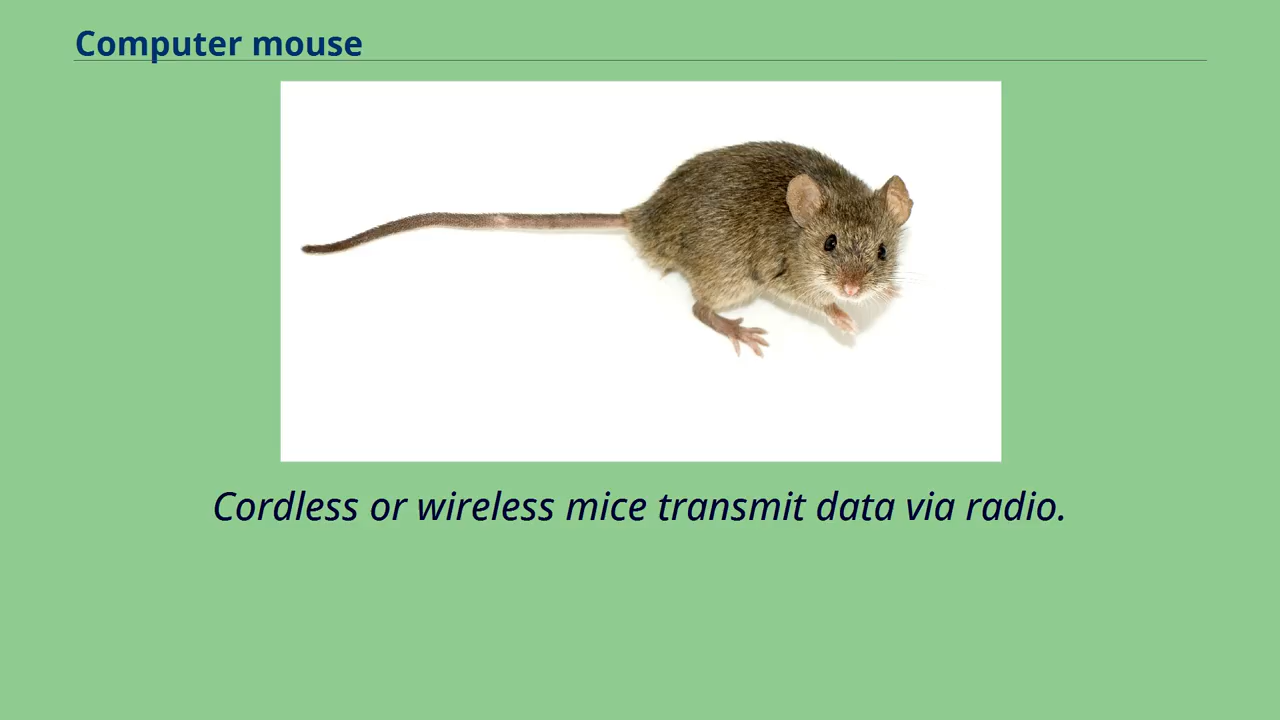 Computer mouse
Cordless or wireless mice transmit data via radio.